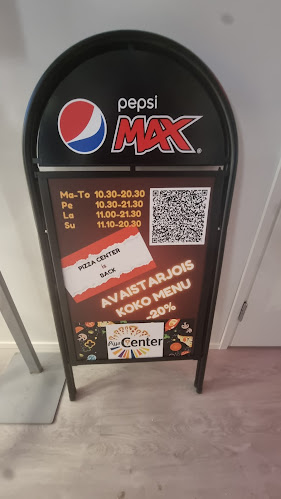 pepsi
MAX
Ma-To 10.30-20.30
Pe 10.30-21.30
La 11.00-21.30
Su 11.10-20.30
PIZZA CENTER
is
BACK
AVAISTARJOIS
KOKO MENU
-20%
Center